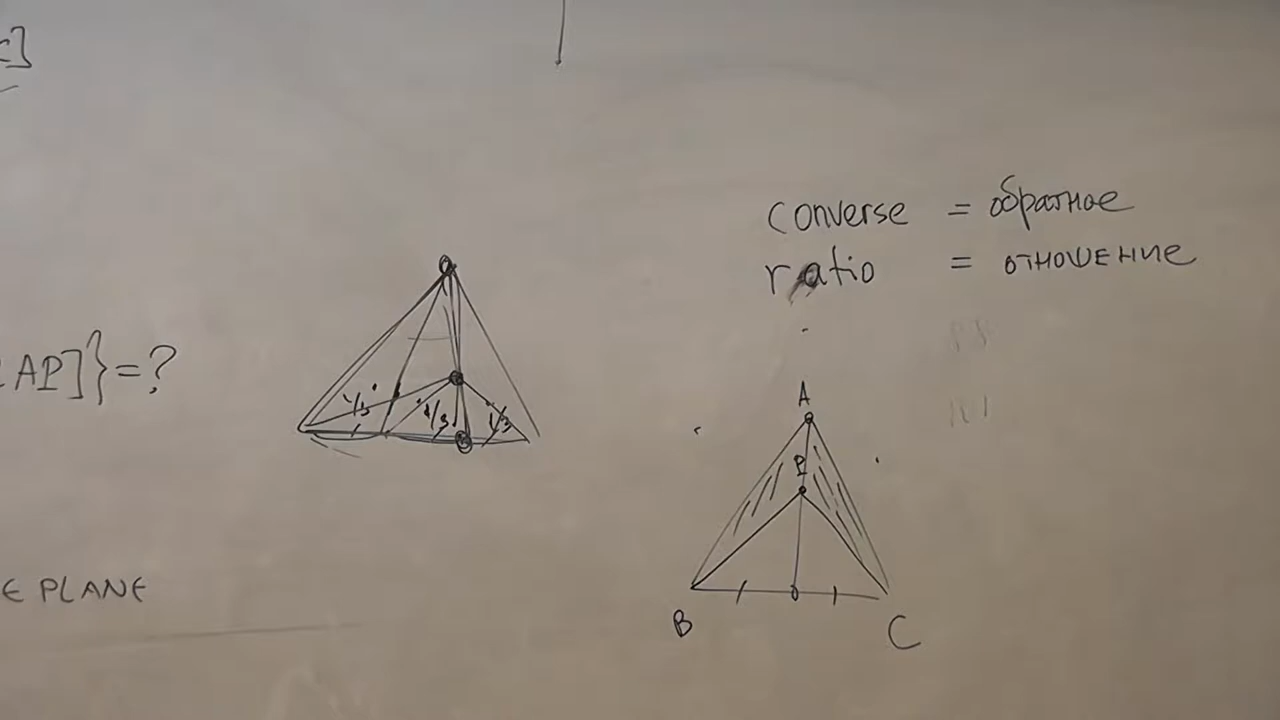 converse = обратное
ratio = отношение
AP]}=?
1/3 1/3 1/3
A
P
B C
E PLANE